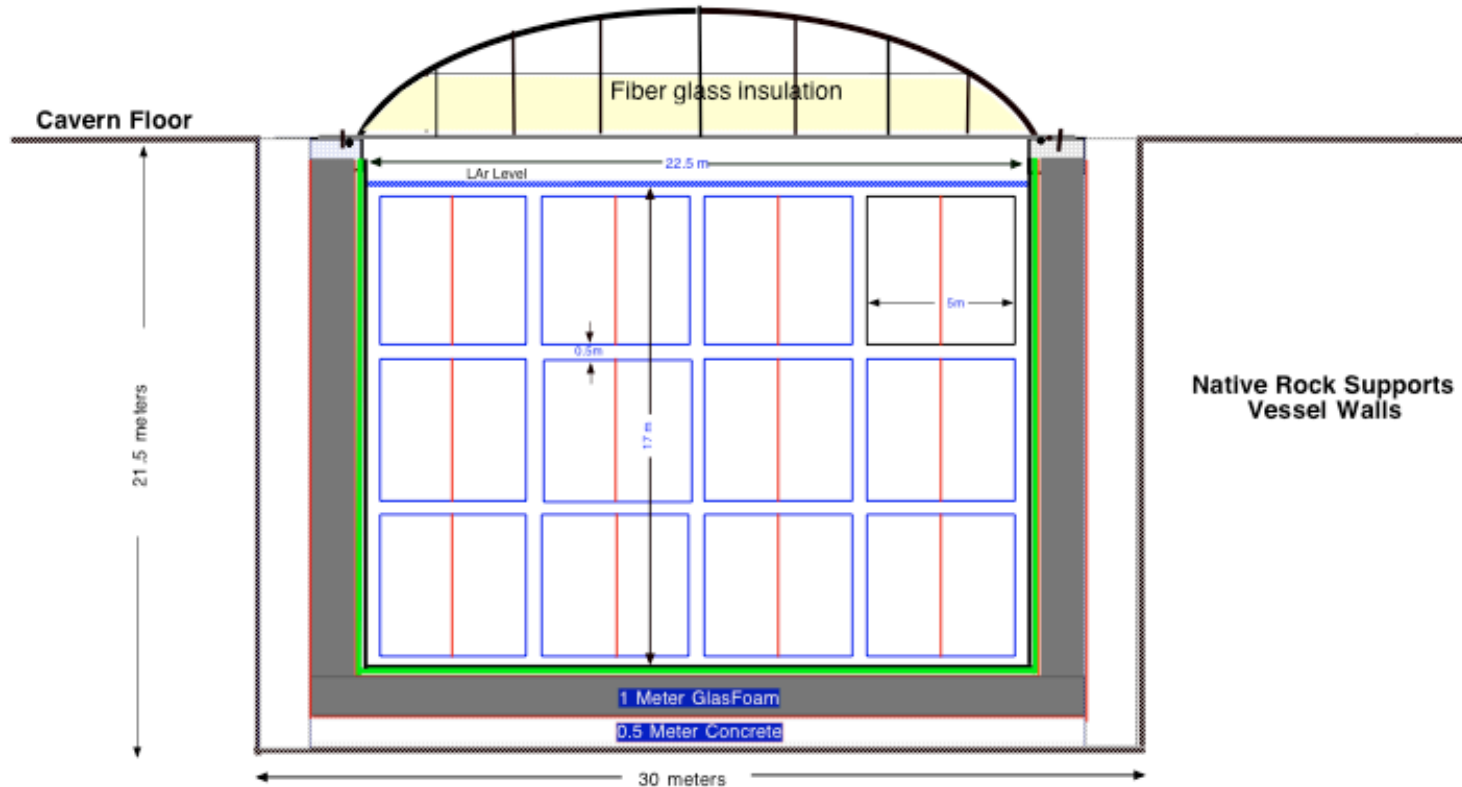 Fiber glass insulation
Cavern Floor
22.5 m
LAr Level
5m
0.5m
17 m
21.5 meters
Native Rock Supports
Vessel Walls
1 Meter GlasFoam
0.5 Meter Concrete
30 meters